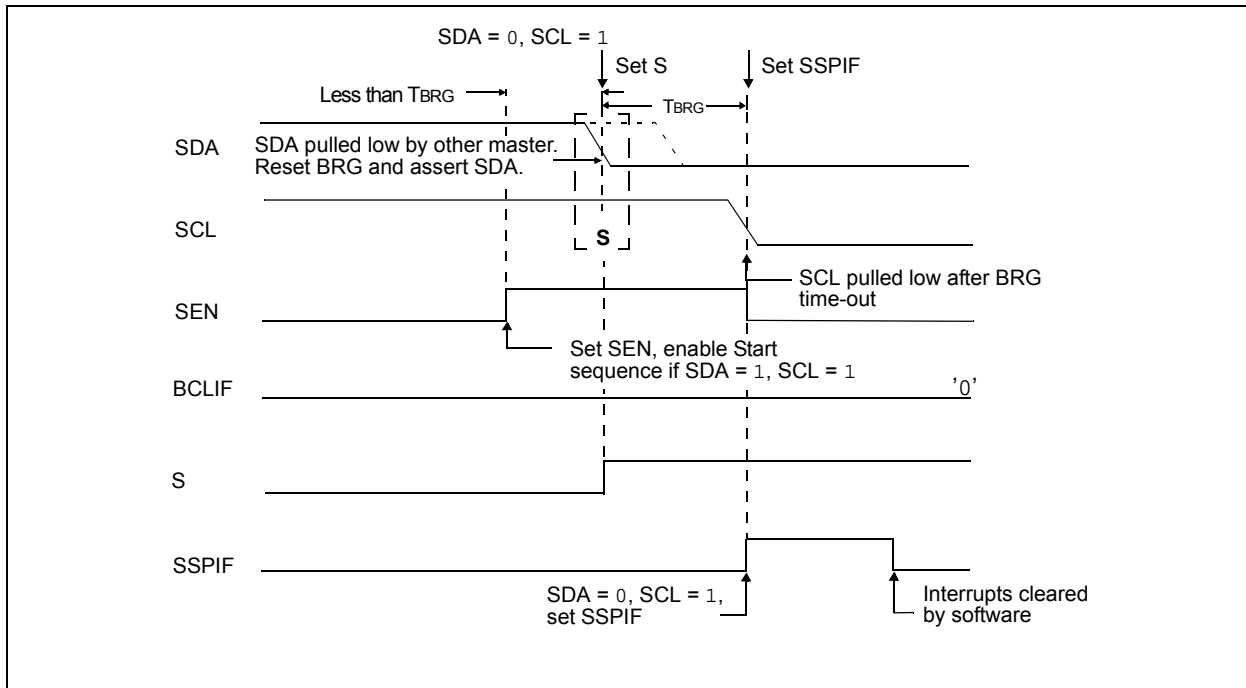 SDA = 0, SCL = 1
Set S
Set SSPIF
Less than TBRG
TBRG
SDA
SDA pulled low by other master.
Reset BRG and assert SDA.
SCL
S
SCL pulled low after BRG
time-out
SEN
Set SEN, enable Start
sequence if SDA = 1, SCL = 1
BCLIF
'0'
S
SSPIF
SDA = 0, SCL = 1,
set SSPIF
Interrupts cleared
by software